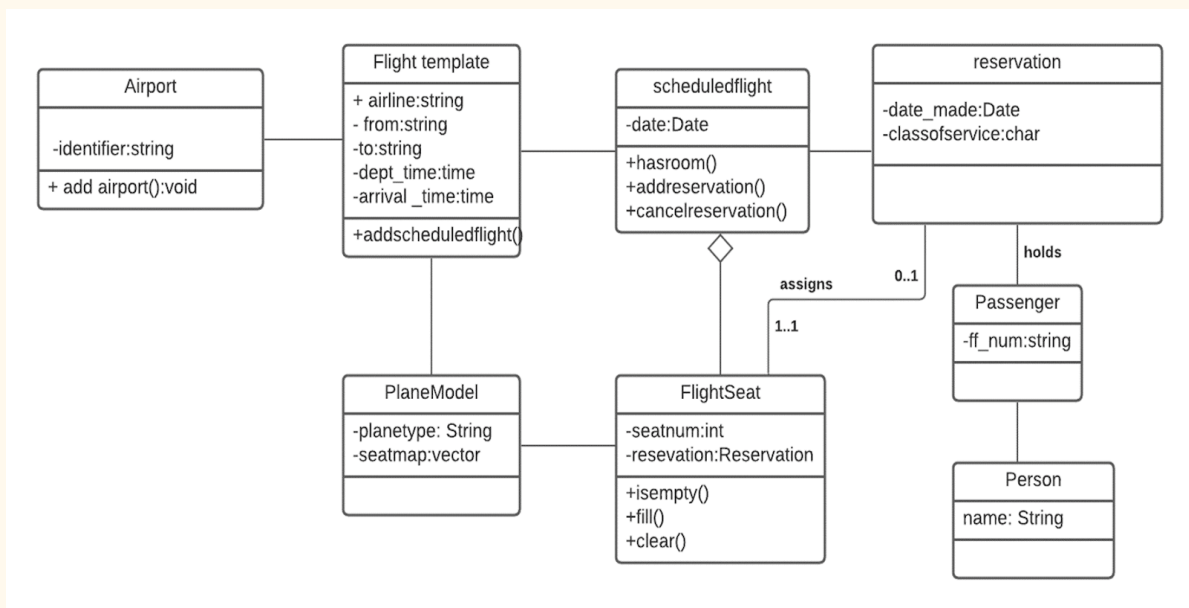 Airport
-identifier:string
+ add airport():void
Flight template
+ airline:string
- from:string
-to:string
-dept_time:time
-arrival _time:time
+addscheduledflight()
scheduledflight
-date:Date
+hasroom()
+addreservation()
+cancelreservation()
reservation
-date_made:Date
-classofservice:char
holds
0..1
assigns
1..1
Passenger
-ff_num:string
PlaneModel
-planetype: String
-seatmap:vector
FlightSeat
-seatnum:int
-resevation:Reservation
+isempty()
+fill()
+clear()
Person
name: String